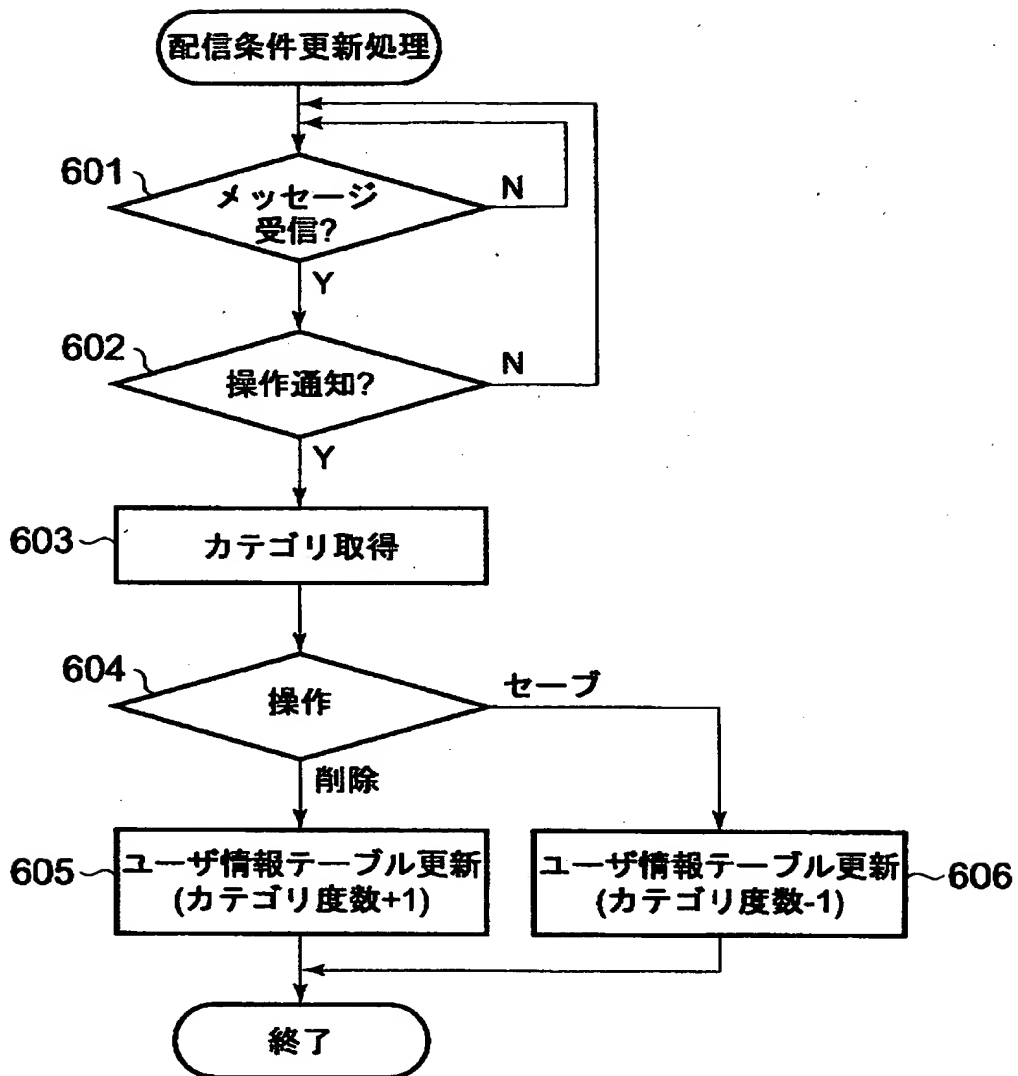 配信条件更新処理
601
メッセージ
受信?
N
Y
602
操作通知?
N
Y
603
カテゴリ取得
604
操作
セーブ
削除
605
ユーザ情報テーブル更新
(カテゴリ度数+1)
ユーザ情報テーブル更新
(カテゴリ度数-1)
606
終了